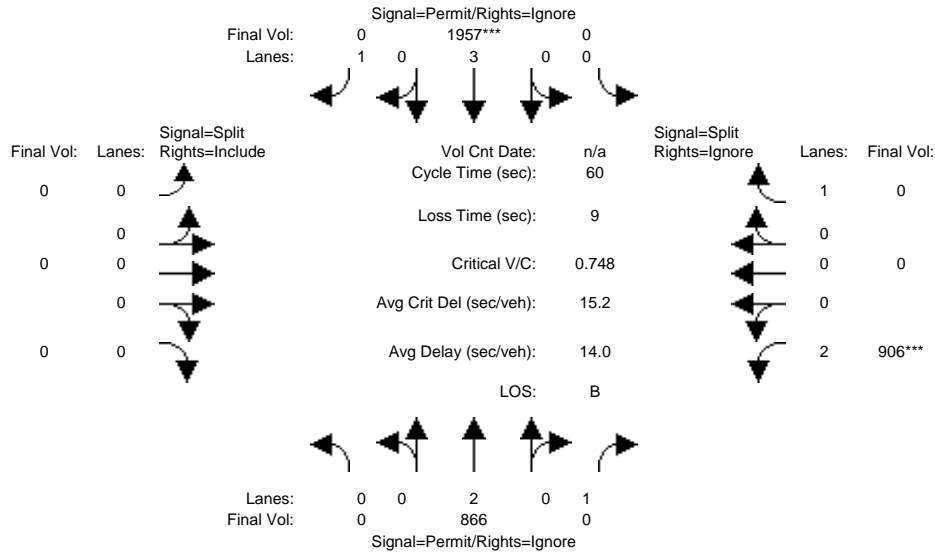 Signal=Permit/Rights=Ignore
Final Vol: 0 1957*** 0
Lanes: 1 0 3 0 0
Signal=Split Signal=Split
Final Vol: Lanes: Rights=Include Vol Cnt Date: n/a Rights=Ignore Lanes: Final Vol:
Cycle Time (sec): 60
0 0 1 0
Loss Time (sec): 9
0 0
0 0 Critical V/C: 0.748 0 0
0 Avg Crit Del (sec/veh): 15.2 0
0 0 Avg Delay (sec/veh): 14.0 2 906***
LOS: B
Lanes: 0 0 2 0 1
Final Vol: 0 866 0
Signal=Permit/Rights=Ignore